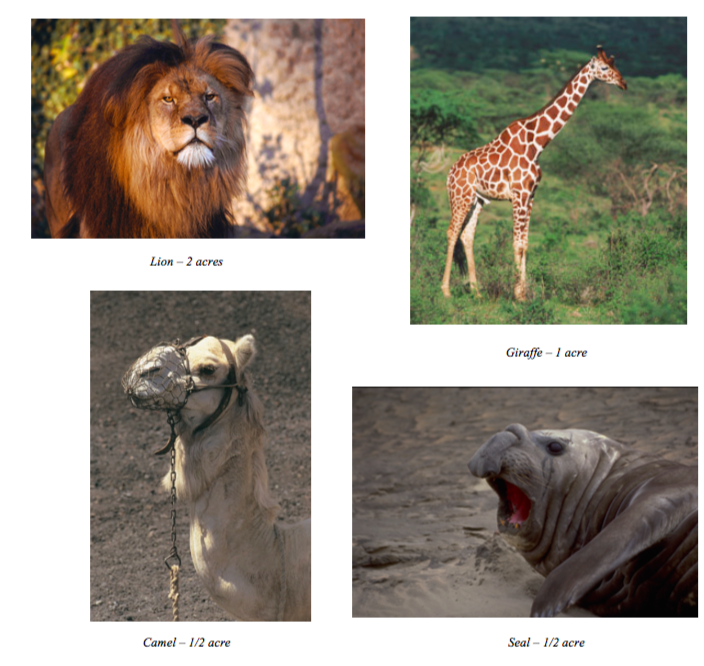 Lion – 2 acres
Giraffe – 1 acre
Camel – 1/2 acre
Seal – 1/2 acre